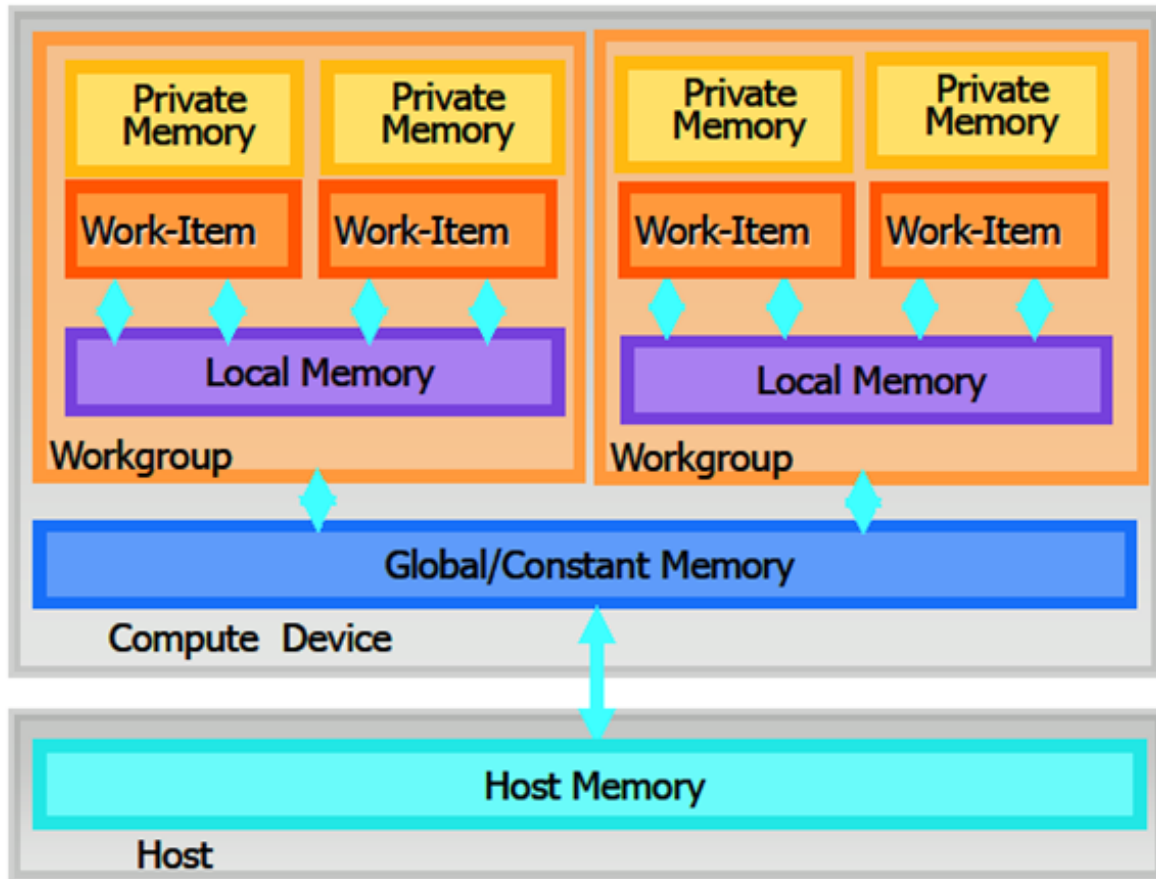 Private
Memory
Private
Memory
Private
Memory
Private
Memory
Work-Item
Work-Item
Work-Item
Work-Item
Local Memory
Local Memory
Workgroup
Workgroup
Global/Constant Memory
Compute Device
Host Memory
Host